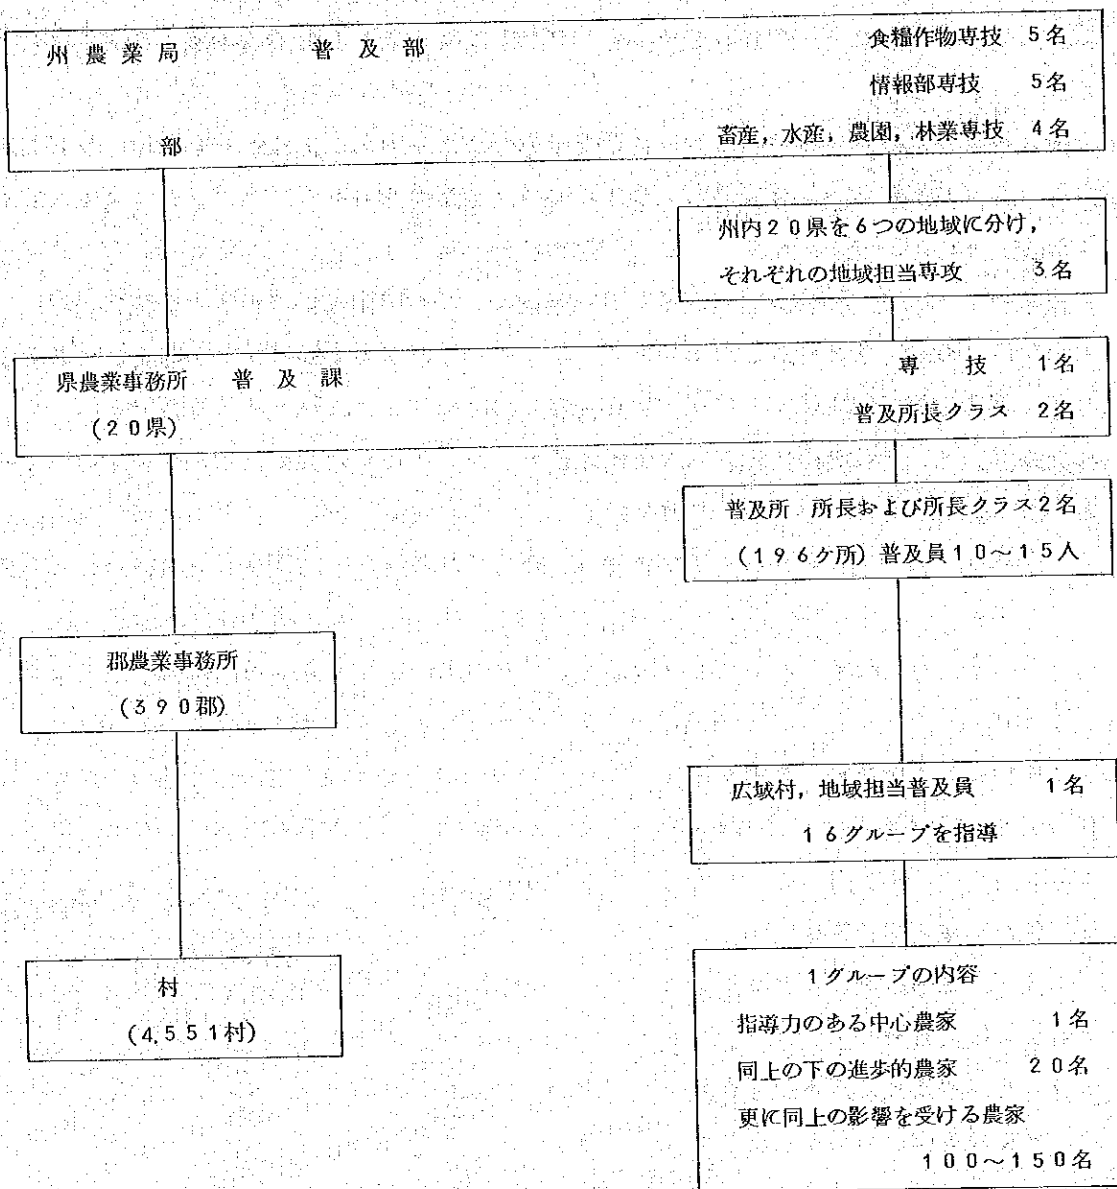 州農業局 普及部 食糧作物専技 5名
情報部専技 5名
部 畜産,水産,農園,林業専技 4名
州内20県を6つの地域に分け,
それぞれの地域担当専攻 3名
県農業事務所 普及課 専技 1名
(20県) 普及所長クラス 2名
普及所 所長および所長クラス2名
(196ケ所)普及員10~15人
郡農業事務所
(390郡)
広域村,地域担当普及員 1名
16グループを指導
村
(4,551村)
1グループの内容
指導力のある中心農家 1名
同上の下の進歩的農家 20名
更に同上の影響を受ける農家
100~150名